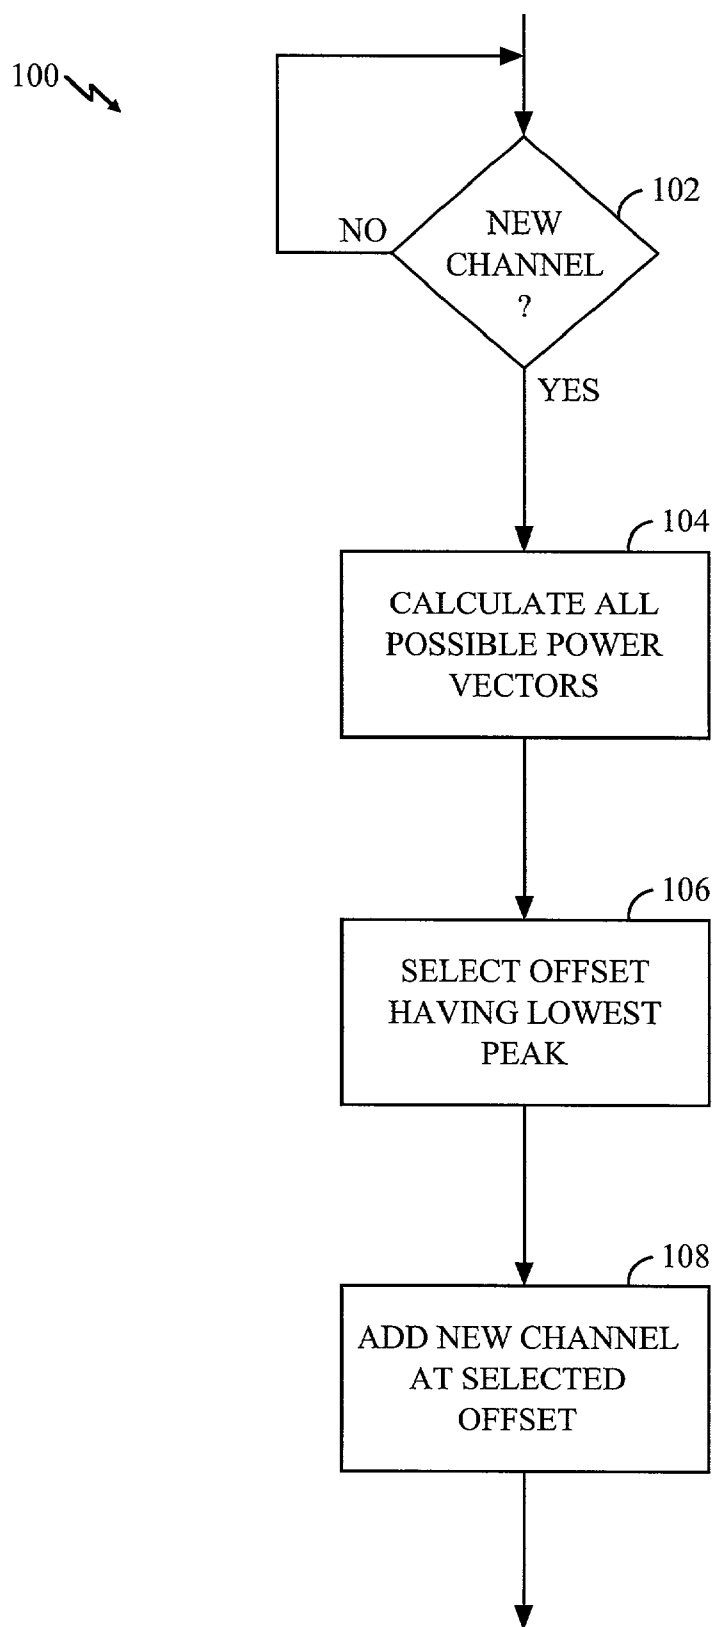 100
102
NEW
CHANNEL
?
NO
YES
104
CALCULATE ALL
POSSIBLE POWER
VECTORS
106
SELECT OFFSET
HAVING LOWEST
PEAK
108
ADD NEW CHANNEL
AT SELECTED
OFFSET